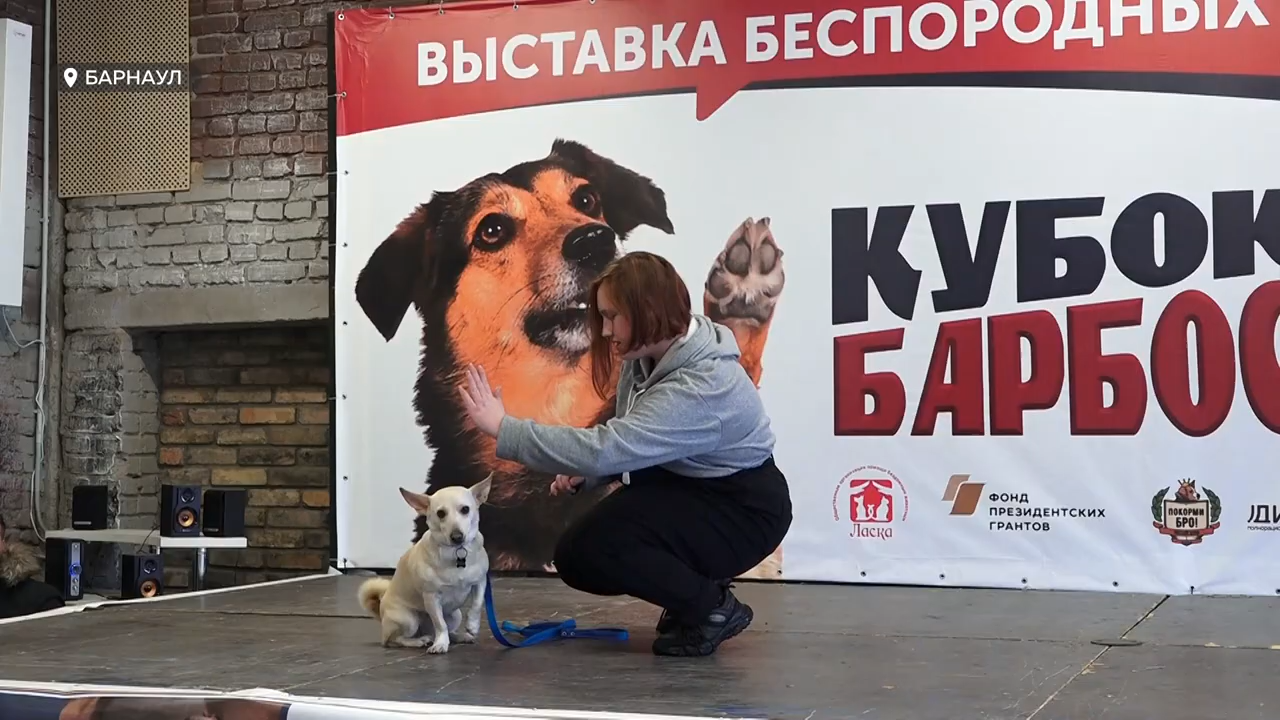 ВЫСТАВКА БЕСПОРОДНЫХ
БАРНАУЛ
КУБОК
БАРБОС
Ласка
ФОНД
ПРЕЗИДЕНТСКИХ
ГРАНТОВ
ПОКОРМИ
БРО!